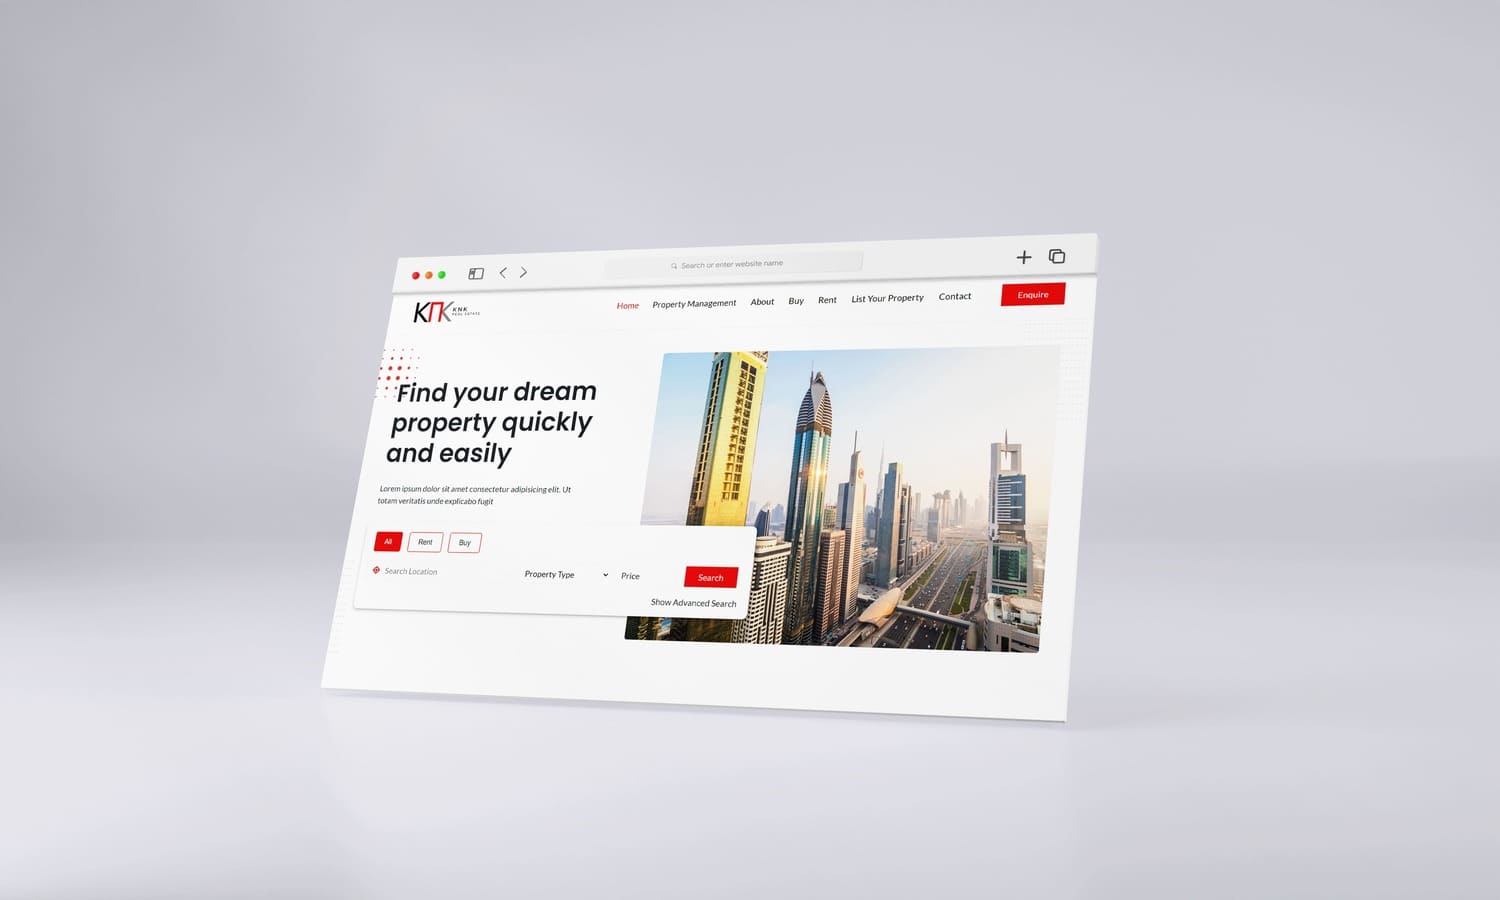 Search or enter website name
KNK
KNK
REAL ESTATE
Home Property Management About Buy Rent List Your Property Contact Enquire
Find your dream
property quickly
and easily
Lorem ipsum dolor sit amet consectetur adipisicing elit. Ut
totam veritatis unde explicabo fugit
All Rent Buy
Search Location Property Type Price Search
Show Advanced Search